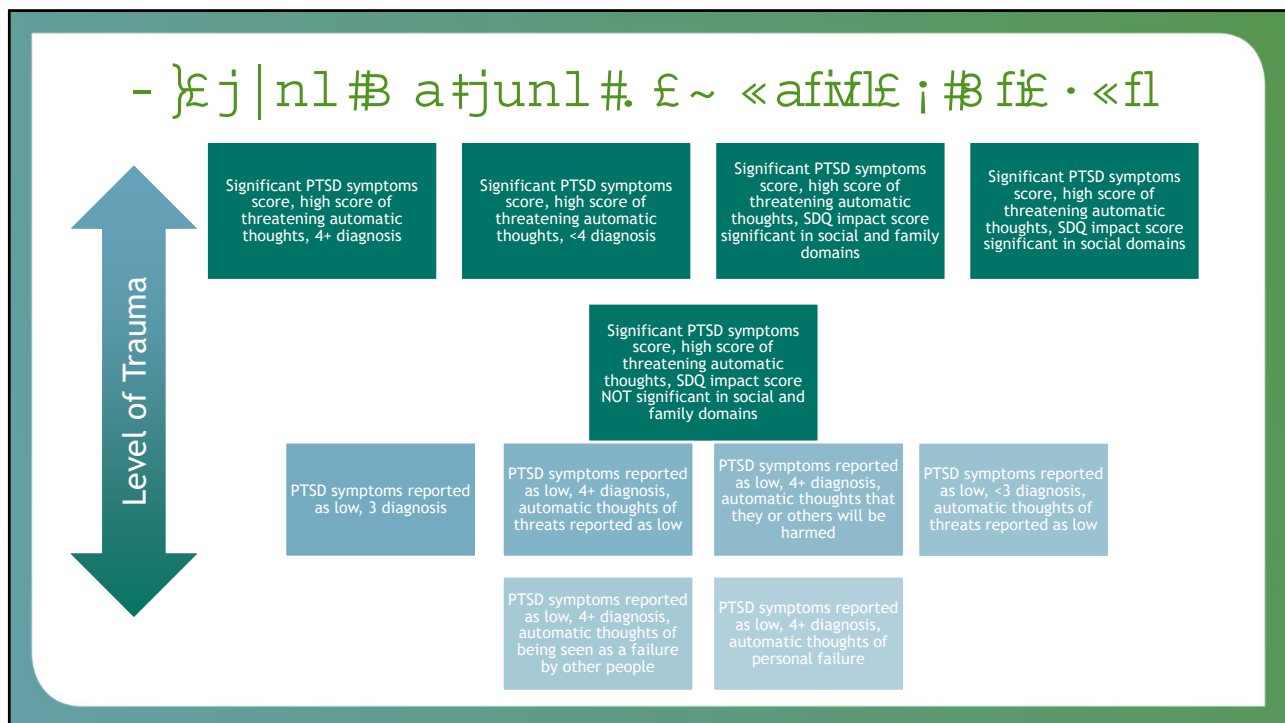 - }£j|nl#B a‡junl#. £~ «afivfl£¡#B fi£·«fl
Significant PTSD symptoms
score, high score of
threatening automatic
thoughts, 4+ diagnosis
Significant PTSD symptoms
score, high score of
threatening automatic
thoughts, <4 diagnosis
Significant PTSD symptoms
score, high score of
threatening automatic
thoughts, SDQ impact score
significant in social and family
domains
Significant PTSD symptoms
score, high score of
threatening automatic
thoughts, SDQ impact score
significant in social domains
Level of Trauma
Significant PTSD symptoms
score, high score of
threatening automatic
thoughts, SDQ impact score
NOT significant in social and
family domains
PTSD symptoms reported
as low, 3 diagnosis
PTSD symptoms reported
as low, 4+ diagnosis,
automatic thoughts of
threats reported as low
PTSD symptoms reported
as low, 4+ diagnosis,
automatic thoughts that
they or others will be
harmed
PTSD symptoms reported
as low, <3 diagnosis,
automatic thoughts of
threats reported as low
PTSD symptoms reported
as low, 4+ diagnosis,
automatic thoughts of
being seen as a failure
by other people
PTSD symptoms reported
as low, 4+ diagnosis,
automatic thoughts of
personal failure